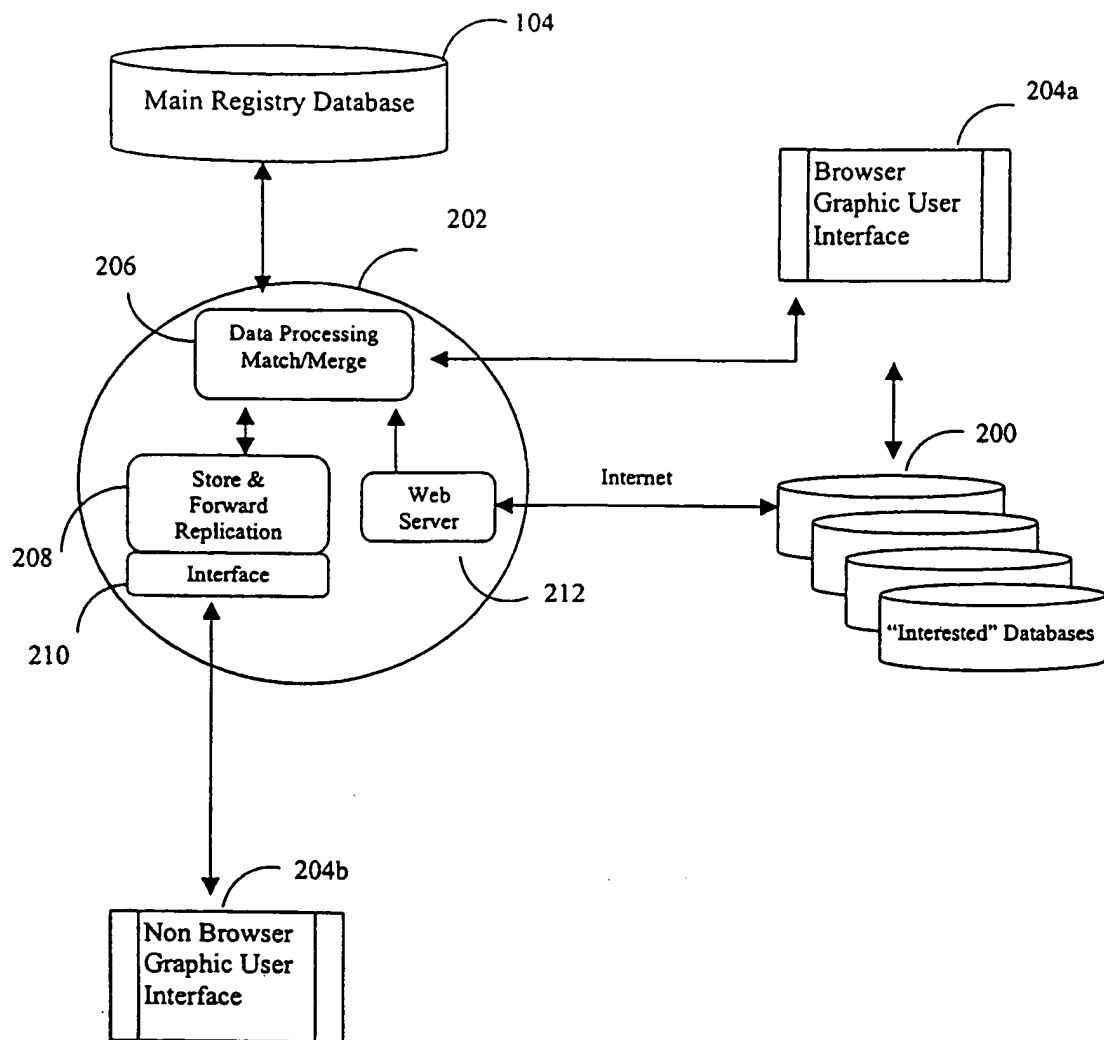 104
Main Registry Database
204a
Browser
Graphic User
Interface
202
206
Data Processing
Match/Merge
200
Internet
Store &
Forward
Replication
Web
Server
208
Interface
212
210
"Interested" Databases
204b
Non Browser
Graphic User
Interface